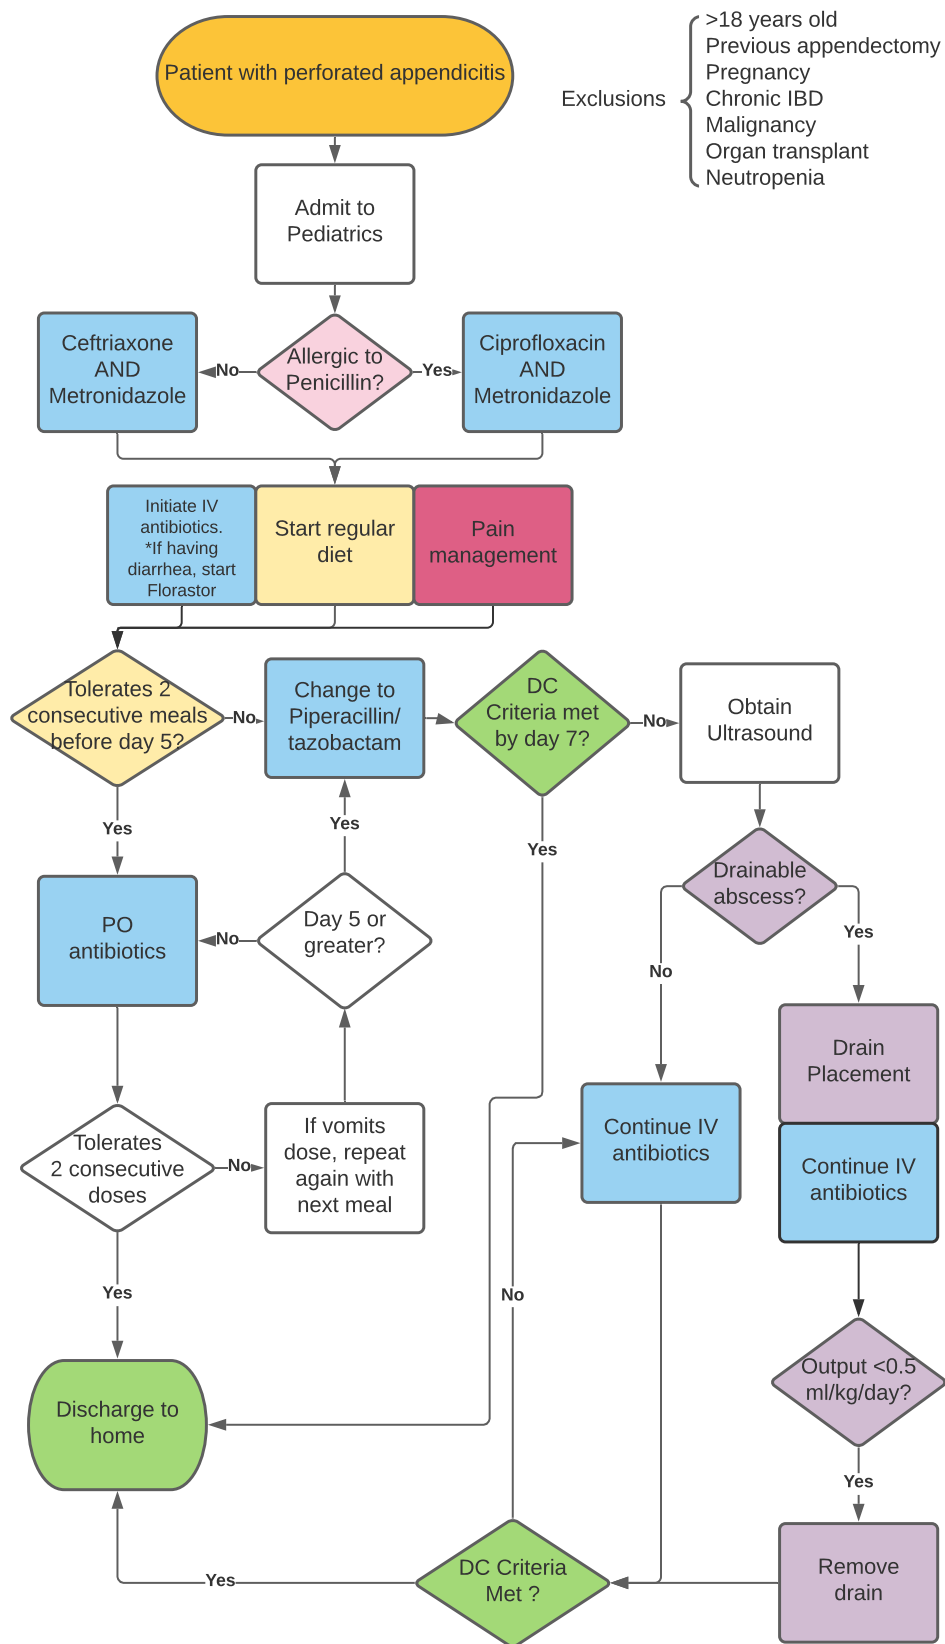 Patient with perforated appendicitis
Exclusions
>18 years old
Previous appendectomy
Pregnancy
Chronic IBD
Malignancy
Organ transplant
Neutropenia
Admit to
Pediatrics
Ceftriaxone
AND
Metronidazole
No
Allergic to
Penicillin?
Yes
Ciprofloxacin
AND
Metronidazole
Initiate IV
antibiotics.
*If having
diarrhea, start
Florastor
Start regular
diet
Pain
management
Tolerates 2
consecutive meals
before day 5?
No
Change to
Piperacillin/
tazobactam
DC
Criteria met
by day 7?
No
Obtain
Ultrasound
Yes
Yes
Yes
Drainable
abscess?
PO
antibiotics
No
Day 5 or
greater?
Yes
No
Drain
Placement
Tolerates
2 consecutive
doses
No
If vomits
dose, repeat
again with
next meal
Continue IV
antibiotics
Continue IV
antibiotics
Yes
No
Output <0.5
ml/kg/day?
Discharge to
home
Yes
DC Criteria
Met ?
Yes
Remove
drain